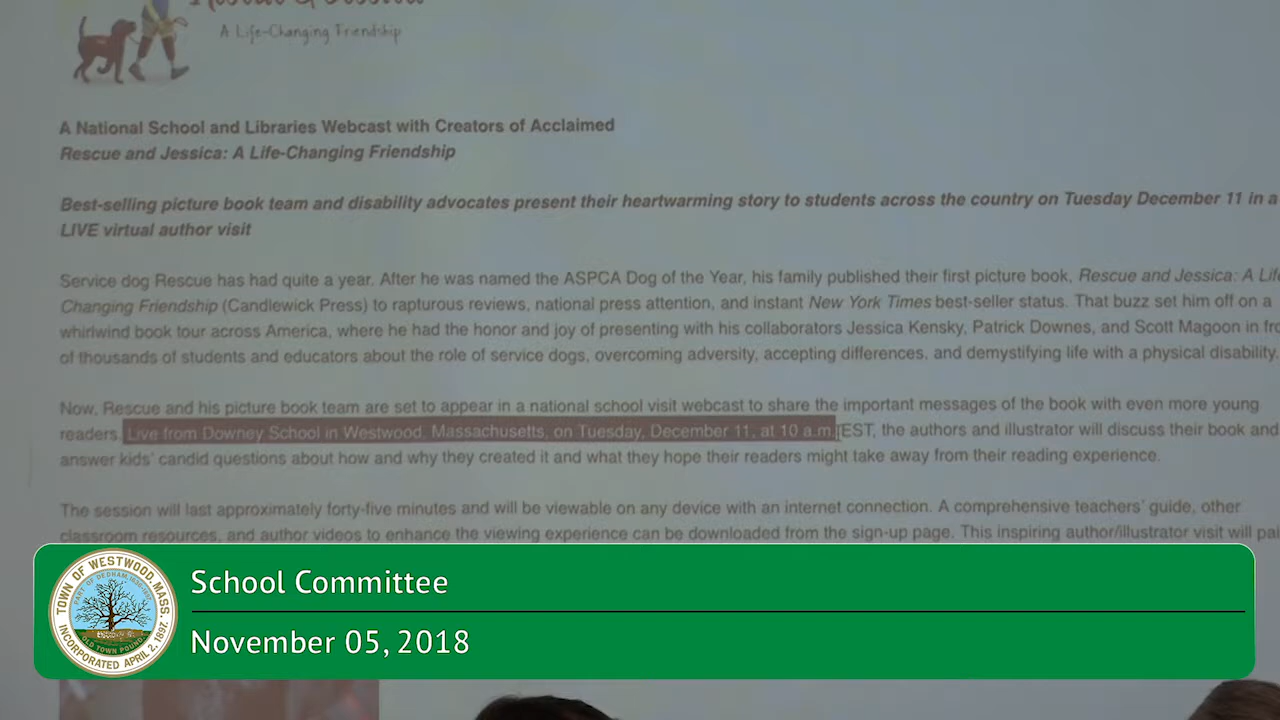 A Life-Changing Friendship
A National School and Libraries Webcast with Creators of Acclaimed
Rescue and Jessica: A Life-Changing Friendship
Best-selling picture book team and disability advocates present their heartwarming story to students across the country on Tuesday December 11 in a
LIVE virtual author visit
Service dog Rescue has had quite a year. After he was named the ASPCA Dog of the Year, his family published their first picture book, Rescue and Jessica: A Life
Changing Friendship (Candlewick Press) to rapturous reviews, national press attention, and instant New York Times best-seller status. That buzz set him off on a
whirlwind book tour across America, where he had the honor and joy of presenting with his collaborators Jessica Kensky, Patrick Downes, and Scott Magoon in
of thousands of students and educators about the role of service dogs, overcoming adversity, accepting differences, and demystifying life with a physical disability.
Now, Rescue and his picture book team are set to appear in a national school visit webcast to share the important messages of the book with even more young
readers. Live from Downey School in Westwood, Massachusetts, on Tuesday, December 11, at 10 a.m. EST, the authors and illustrator will discuss their book and
answer kids' candid questions about how and why they created it and what they hope their readers might take away from their reading experience.
The session will last approximately forty-five minutes and will be viewable on any device with an internet connection. A comprehensive teachers' guide, other
classroom resources, and author videos to enhance the viewing experience can be downloaded from the sign-up page. This inspiring author/illustrator visit will
TOWN OF WESTWOOD, MASS.
PART OF DEDHAM, 1636-1897.
OLD TOWN POUND
INCORPORATED APRIL 2, 1897.
School Committee
November 05, 2018